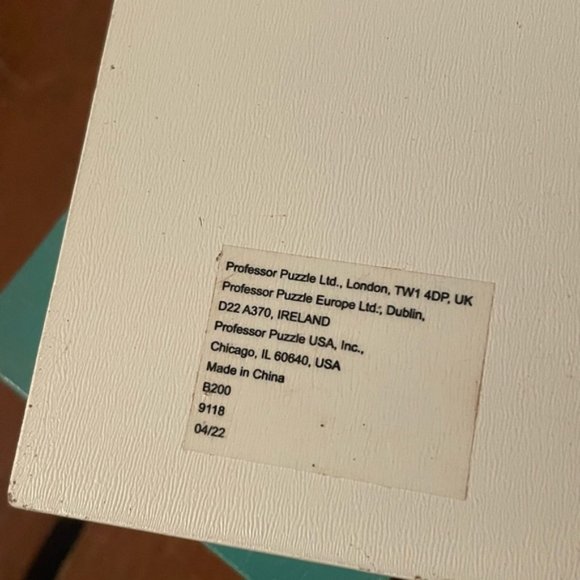 Professor Puzzle Ltd., London, TW1 4DP, UK
Professor Puzzle Europe Ltd., Dublin,
D22 A370, IRELAND
Professor Puzzle USA, Inc.,
Chicago, IL 60640, USA
Made in China
B200
9118
04/22